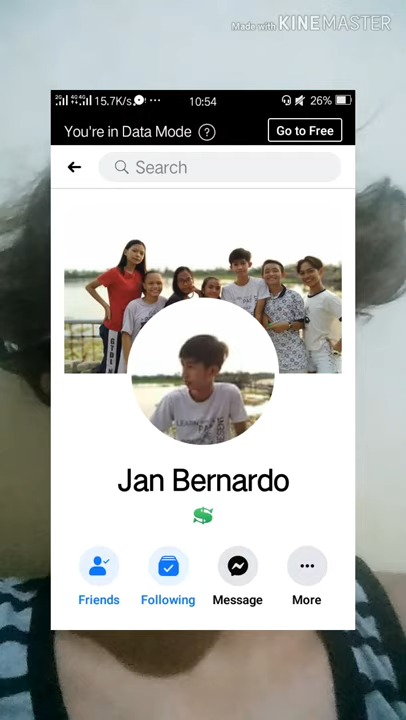 Made with KINEMASTER
15.7K/s 10:54 26%
You're in Data Mode ?
Go to Free
Search
Jan Bernardo
Friends Following Message More